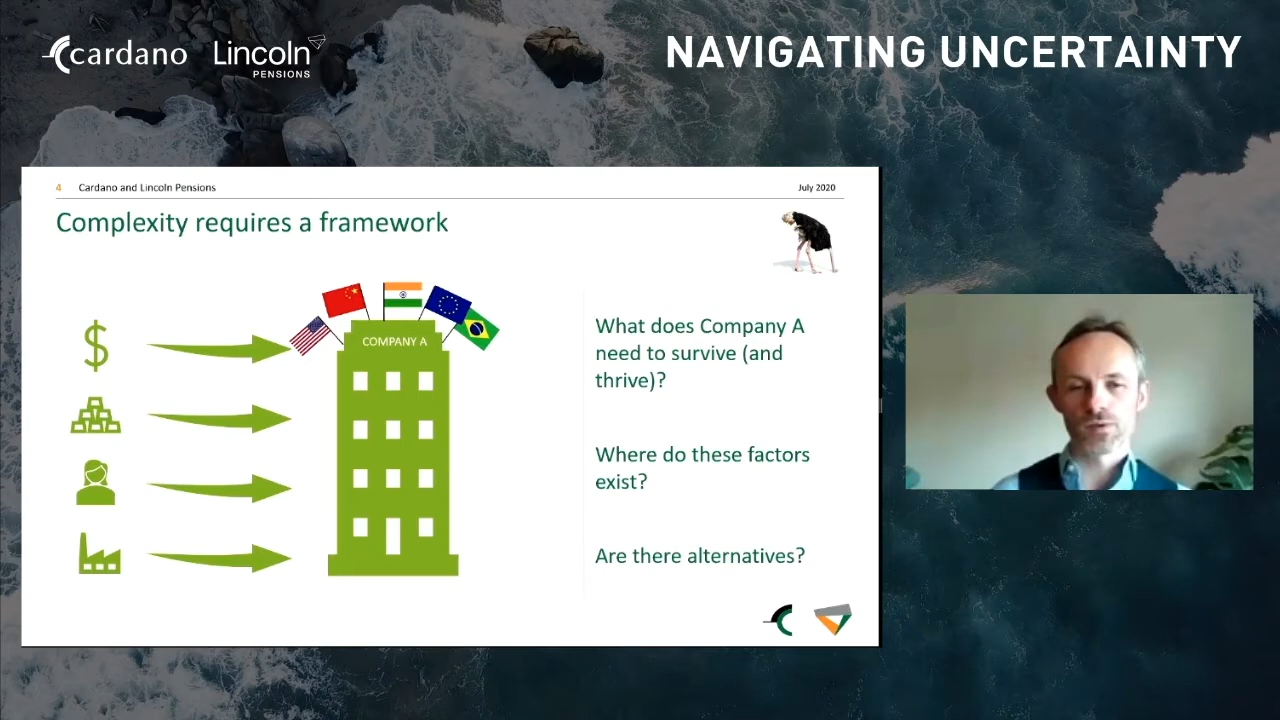 cardano Lincoln
PENSIONS
NAVIGATING UNCERTAINTY
4 Cardano and Lincoln Pensions
July 2020
Complexity requires a framework
$
COMPANY A
What does Company A
need to survive (and
thrive)?
Where do these factors
exist?
Are there alternatives?